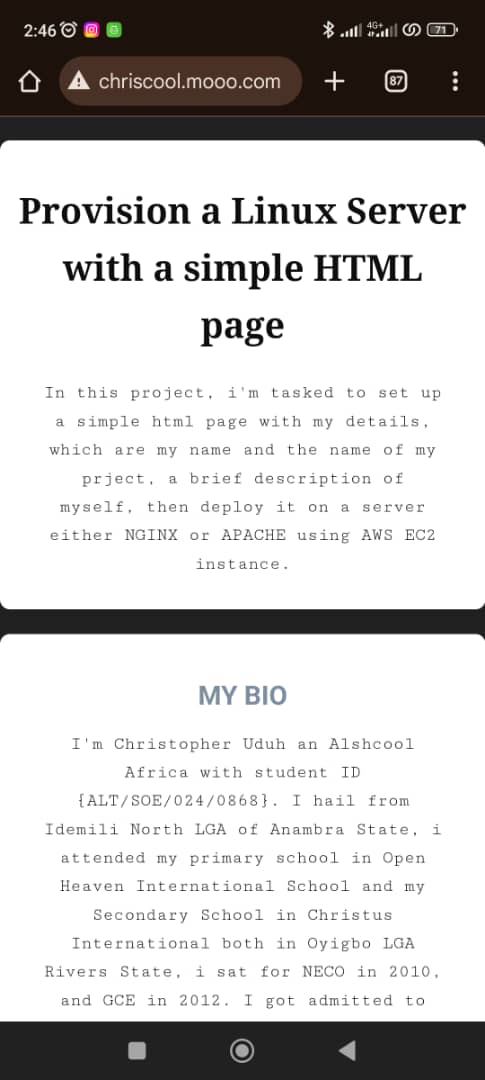 2:46
4G+
71
chriscool.mooo.com
87
Provision a Linux Server
with a simple HTML
page
In this project, i'm tasked to set up
a simple html page with my details,
which are my name and the name of my
prject, a brief description of
myself, then deploy it on a server
either NGINX or APACHE using AWS EC2
instance.
MY BIO
I'm Christopher Uduh an Alshcool
Africa with student ID
{ALT/SOE/024/0868}. I hail from
Idemili North LGA of Anambra State, i
attended my primary school in Open
Heaven International School and my
Secondary School in Christus
International both in Oyigbo LGA
Rivers State, i sat for NECO in 2010,
and GCE in 2012. I got admitted to